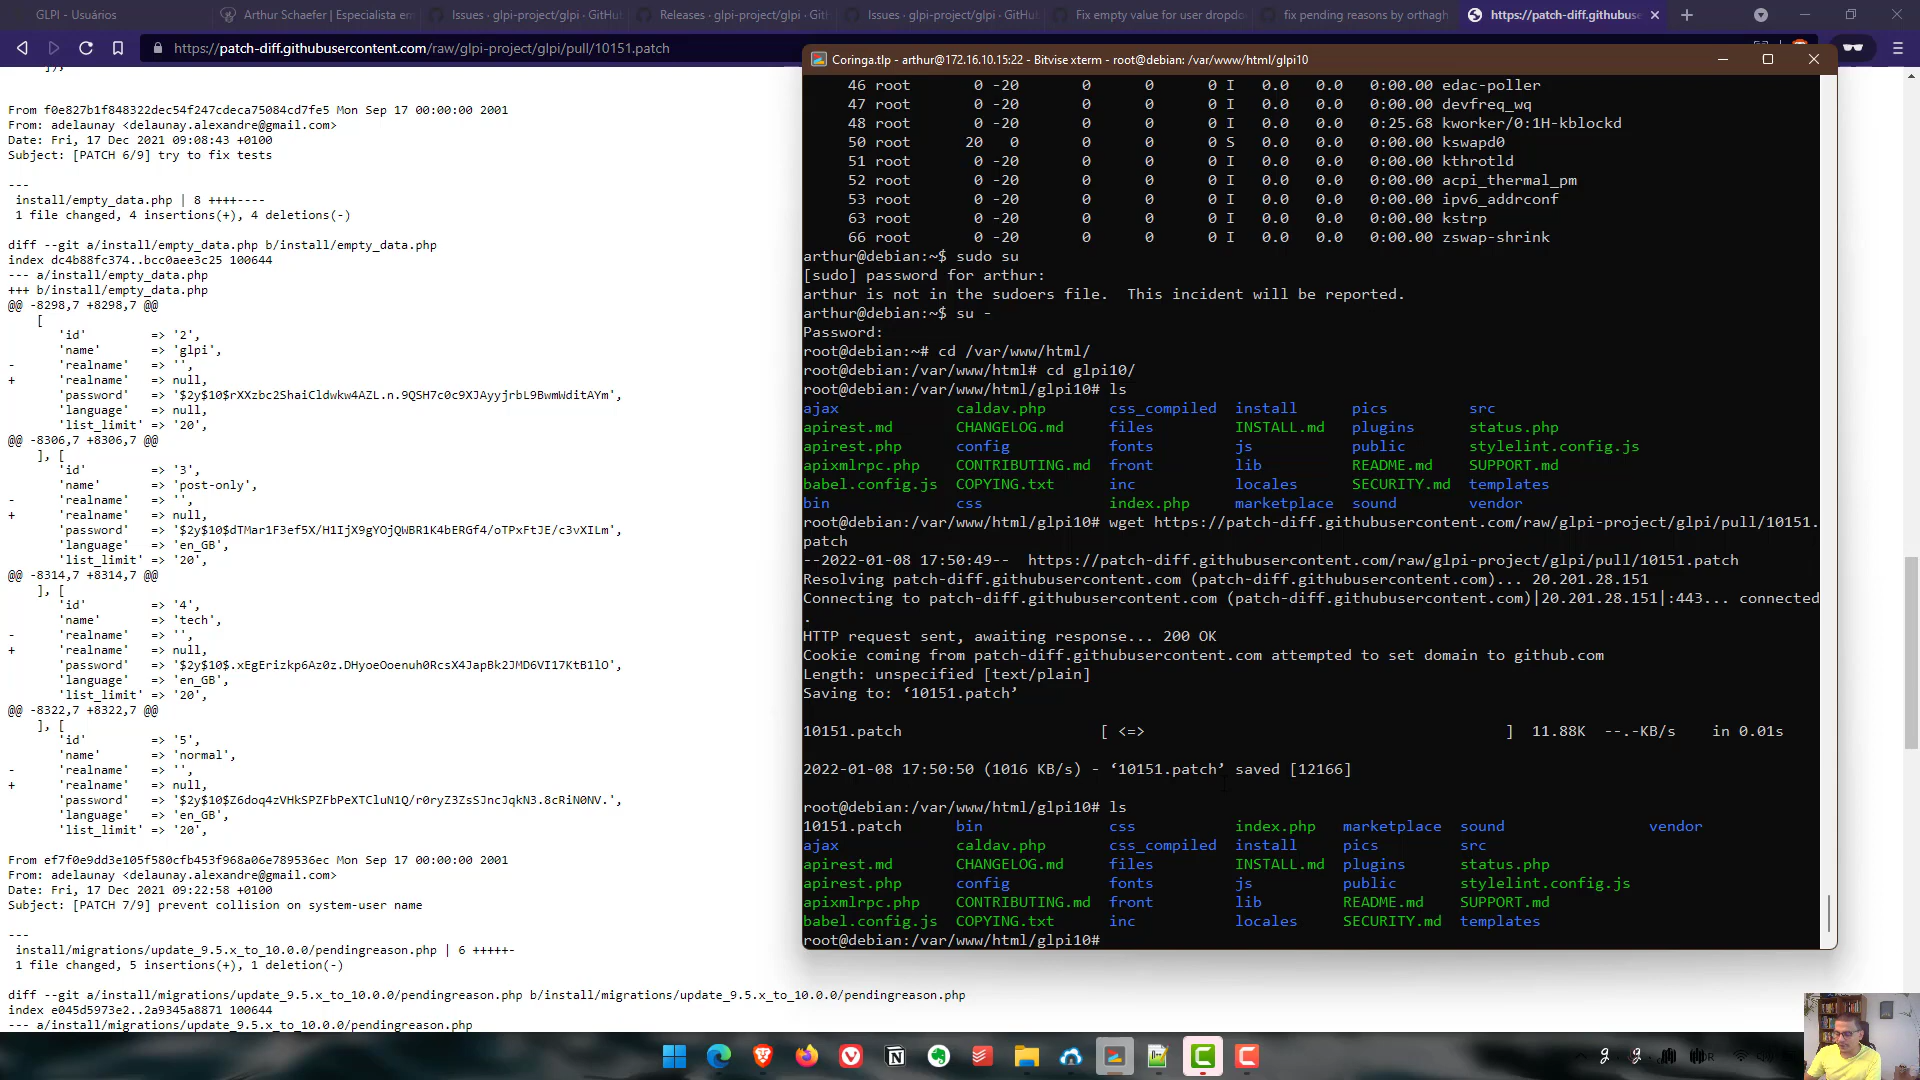 GLPI - Usuários
Arthur Schaefer | Especialista em
Issues · glpi-project/glpi · GitHu
Releases · glpi-project/glpi · Gith
Issues · glpi-project/glpi · GitHu
Fix empty value for user dropdo
fix pending reasons by orthagh
https://patch-diff.githubuse
https://patch-diff.githubusercontent.com/raw/glpi-project/glpi/pull/10151.patch
]);
From f0e827b1f848322dec54f247cdeca75084cd7fe5 Mon Sep 17 00:00:00 2001
From: adelaunay <delaunay.alexandre@gmail.com>
Date: Fri, 17 Dec 2021 09:08:43 +0100
Subject: [PATCH 6/9] try to fix tests
---
install/empty_data.php | 8 ++++----
1 file changed, 4 insertions(+), 4 deletions(-)
diff --git a/install/empty_data.php b/install/empty_data.php
index dc4b88fc374..bcc0aee3c25 100644
--- a/install/empty_data.php
+++ b/install/empty_data.php
@@ -8298,7 +8298,7 @@
[
'id' => '2',
'name' => 'glpi',
- 'realname' => '',
+ 'realname' => null,
'password' => '$2y$10$rXXzbc2ShaiCldwkw4AZL.n.9QSH7c0c9XJAyyjrbL9BwmWditAYm',
'language' => null,
'list_limit' => '20',
@@ -8306,7 +8306,7 @@
], [
'id' => '3',
'name' => 'post-only',
- 'realname' => '',
+ 'realname' => null,
'password' => '$2y$10$dTMar1F3ef5X/H1IjX9gYOjQWBR1K4bERGf4/oTPxFtJE/c3vXILm',
'language' => 'en_GB',
'list_limit' => '20',
@@ -8314,7 +8314,7 @@
], [
'id' => '4',
'name' => 'tech',
- 'realname' => '',
+ 'realname' => null,
'password' => '$2y$10$.xEgErizkp6Az0z.DHyoeOoenuh0RcsX4JapBk2JMD6VI17KtB1lO',
'language' => 'en_GB',
'list_limit' => '20',
@@ -8322,7 +8322,7 @@
], [
'id' => '5',
'name' => 'normal',
- 'realname' => '',
+ 'realname' => null,
'password' => '$2y$10$Z6doq4zVHkSPZFbPeXTCluN1Q/r0ryZ3ZsSJncJqkN3.8cRiN0NV.',
'language' => 'en_GB',
'list_limit' => '20',
From ef7f0e9dd3e105f580cfb453f968a06e789536ec Mon Sep 17 00:00:00 2001
From: adelaunay <delaunay.alexandre@gmail.com>
Date: Fri, 17 Dec 2021 09:22:58 +0100
Subject: [PATCH 7/9] prevent collision on system-user name
---
install/migrations/update_9.5.x_to_10.0.0/pendingreason.php | 6 +++++-
1 file changed, 5 insertions(+), 1 deletion(-)
diff --git a/install/migrations/update_9.5.x_to_10.0.0/pendingreason.php b/install/migrations/update_9.5.x_to_10.0.0/pendingreason.php
index e045d5973e2..2a9345a8871 100644
--- a/install/migrations/update_9.5.x_to_10.0.0/pendingreason.php
Coringa.tlp - arthur@172.16.10.15:22 - Bitvise xterm - root@debian: /var/www/html/glpi10
46 root 0 -20 0 0 0 I 0.0 0.0 0:00.00 edac-poller
47 root 0 -20 0 0 0 I 0.0 0.0 0:00.00 devfreq_wq
48 root 0 -20 0 0 0 I 0.0 0.0 0:25.68 kworker/0:1H-kblockd
50 root 20 0 0 0 0 S 0.0 0.0 0:00.00 kswapd0
51 root 0 -20 0 0 0 I 0.0 0.0 0:00.00 kthrotld
52 root 0 -20 0 0 0 I 0.0 0.0 0:00.00 acpi_thermal_pm
53 root 0 -20 0 0 0 I 0.0 0.0 0:00.00 ipv6_addrconf
63 root 0 -20 0 0 0 I 0.0 0.0 0:00.00 kstrp
66 root 0 -20 0 0 0 I 0.0 0.0 0:00.00 zswap-shrink
arthur@debian:~$ sudo su
[sudo] password for arthur:
arthur is not in the sudoers file. This incident will be reported.
arthur@debian:~$ su -
Password:
root@debian:~# cd /var/www/html/
root@debian:/var/www/html# cd glpi10/
root@debian:/var/www/html/glpi10# ls
ajax caldav.php css_compiled install pics src
apirest.md CHANGELOG.md files INSTALL.md plugins status.php
apirest.php config fonts js public stylelint.config.js
apixmlrpc.php CONTRIBUTING.md front lib README.md SUPPORT.md
babel.config.js COPYING.txt inc locales SECURITY.md templates
bin css index.php marketplace sound vendor
root@debian:/var/www/html/glpi10# wget https://patch-diff.githubusercontent.com/raw/glpi-project/glpi/pull/10151.
patch
--2022-01-08 17:50:49-- https://patch-diff.githubusercontent.com/raw/glpi-project/glpi/pull/10151.patch
Resolving patch-diff.githubusercontent.com (patch-diff.githubusercontent.com)... 20.201.28.151
Connecting to patch-diff.githubusercontent.com (patch-diff.githubusercontent.com)|20.201.28.151|:443... connected
.
HTTP request sent, awaiting response... 200 OK
Cookie coming from patch-diff.githubusercontent.com attempted to set domain to github.com
Length: unspecified [text/plain]
Saving to: ‘10151.patch’
10151.patch [ <=> ] 11.88K --.-KB/s in 0.01s
2022-01-08 17:50:50 (1016 KB/s) - ‘10151.patch’ saved [12166]
root@debian:/var/www/html/glpi10# ls
10151.patch bin css index.php marketplace sound vendor
ajax caldav.php css_compiled install pics src
apirest.md CHANGELOG.md files INSTALL.md plugins status.php
apirest.php config fonts js public stylelint.config.js
apixmlrpc.php CONTRIBUTING.md front lib README.md SUPPORT.md
babel.config.js COPYING.txt inc locales SECURITY.md templates
root@debian:/var/www/html/glpi10#